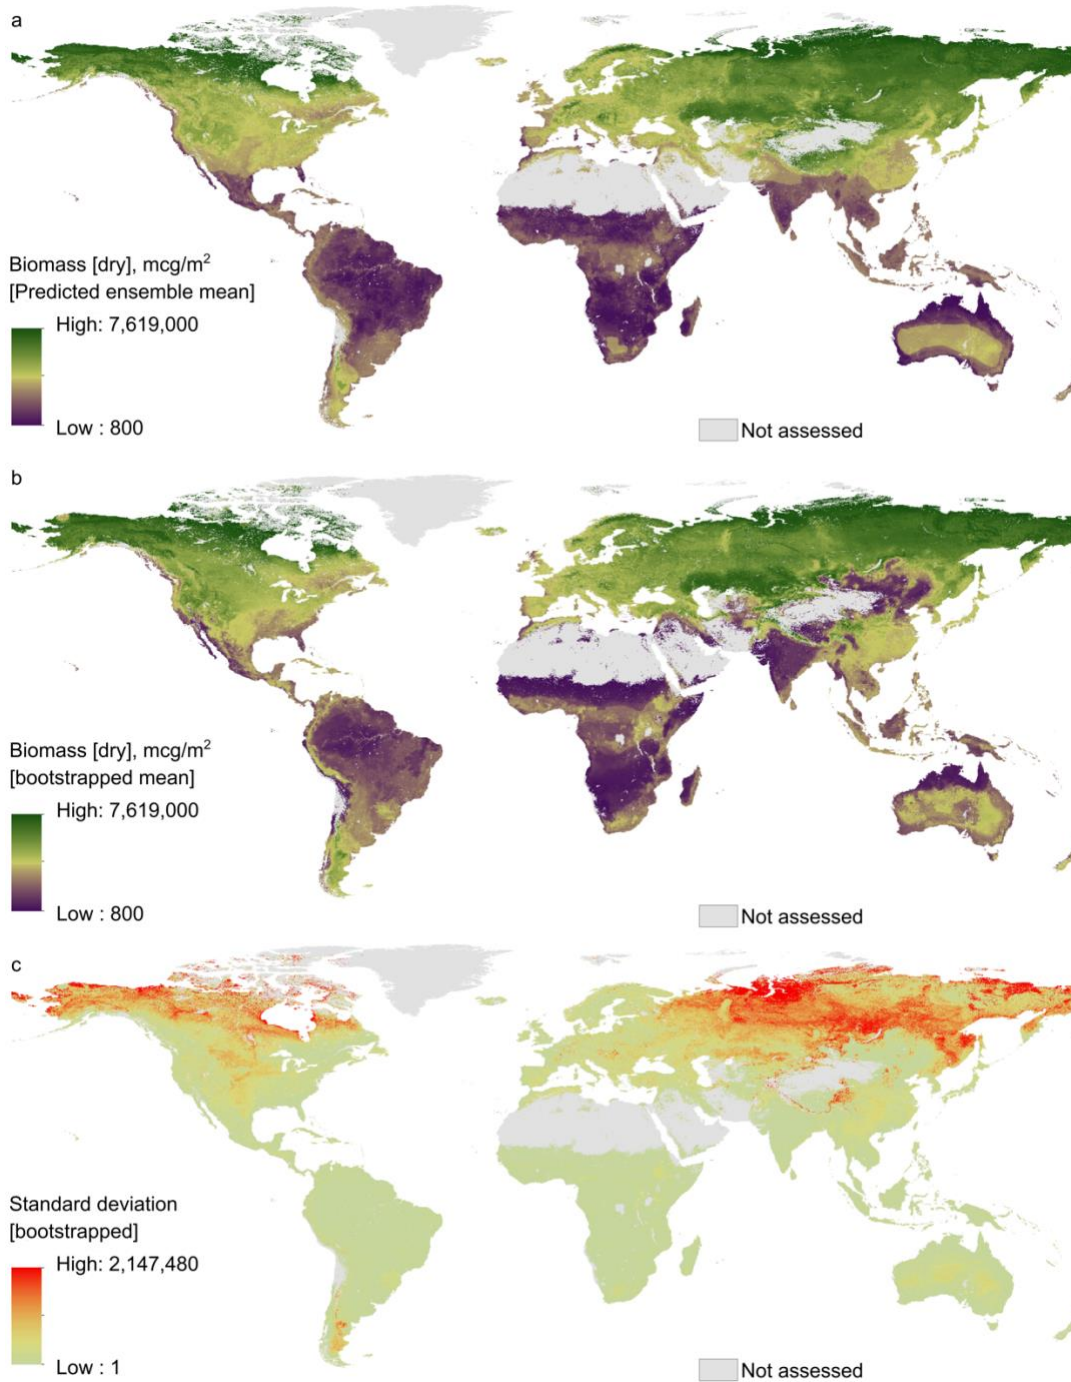 a
Biomass [dry], mcg/m²
[Predicted ensemble mean]
High: 7,619,000
Low : 800
Not assessed
b
Biomass [dry], mcg/m²
[bootstrapped mean]
High: 7,619,000
Low : 800
Not assessed
c
Standard deviation
[bootstrapped]
High: 2,147,480
Low : 1
Not assessed